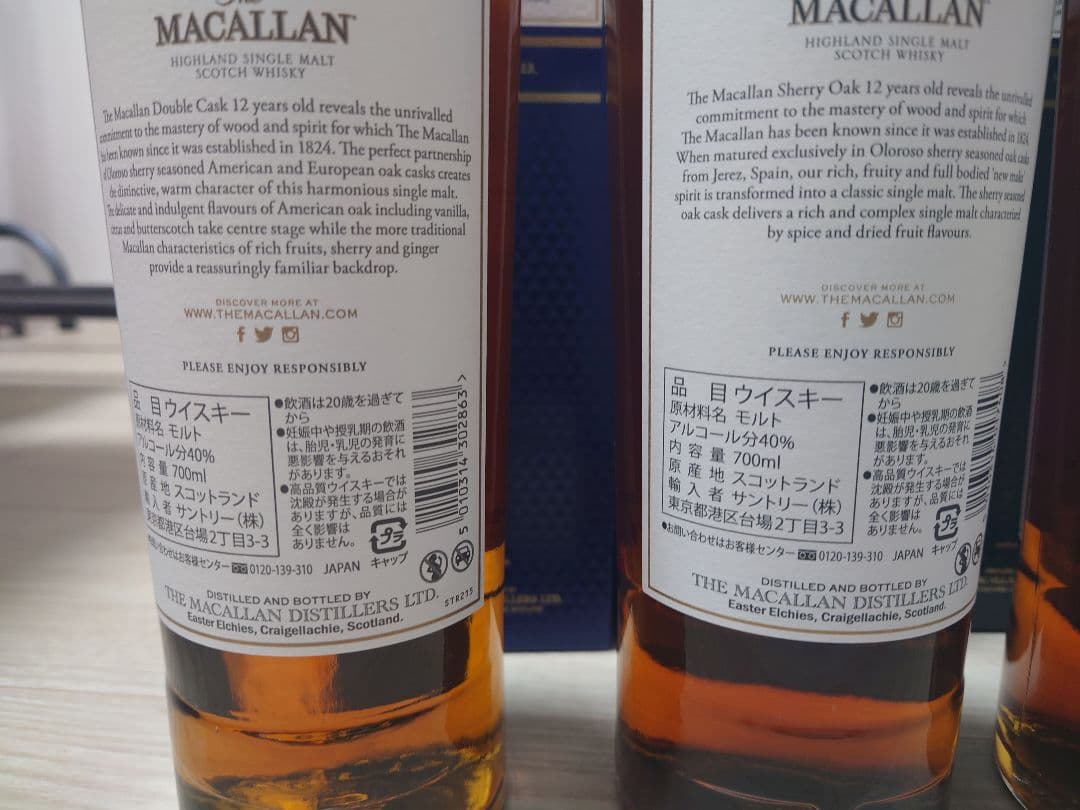 The
MACALLAN
HIGHLAND SINGLE MALT
SCOTCH WHISKY
The Macallan Double Cask 12 years old reveals the unrivalled
commitment to the mastery of wood and spirit for which The Macallan
has been known since it was established in 1824. The perfect partnership
of Oloroso sherry seasoned American and European oak casks creates
the distinctive, warm character of this harmonious single malt.
The delicate and indulgent flavours of American oak including vanilla,
citrus and butterscotch take centre stage while the more traditional
Macallan characteristics of rich fruits, sherry and ginger
provide a reassuringly familiar backdrop.
DISCOVER MORE AT
WWW.THEMACALLAN.COM
PLEASE ENJOY RESPONSIBLY
品 目 ウイスキー
原材料名 モルト
アルコール分40%
内 容 量 700ml
原 産 地 スコットランド
輸 入 者 サントリー(株)
東京都港区台場2丁目3-3
●飲酒は20歳を過ぎて
から
●妊娠中や授乳期の飲酒
は、胎児・乳児の発育に
悪影響を与えるおそれ
があります。
●高品質ウイスキーでは
沈殿が発生する場合が
ありますが、品質には
全く影響は
ありません。
プラ
キャップ
5 010314 302863 >
●お問い合わせはお客様センター 0120-139-310 JAPAN
DISTILLED AND BOTTLED BY
THE MACALLAN DISTILLERS LTD.
Easter Elchies, Craigellachie, Scotland.
STR215
MACALLAN
HIGHLAND SINGLE MALT
SCOTCH WHISKY
The Macallan Sherry Oak 12 years old reveals the unrivalled
commitment to the mastery of wood and spirit for which
The Macallan has been known since it was established in 1824.
When matured exclusively in Oloroso sherry seasoned oak casks
from Jerez, Spain, our rich, fruity and full bodied 'new make'
spirit is transformed into a classic single malt. The sherry seasoned
oak cask delivers a rich and complex single malt characterised
by spice and dried fruit flavours.
DISCOVER MORE AT
WWW.THEMACALLAN.COM
PLEASE ENJOY RESPONSIBLY
品 目 ウイスキー
原材料名 モルト
アルコール分40%
内 容 量 700ml
原 産 地 スコットランド
輸 入 者 サントリー(株)
東京都港区台場2丁目3-3
●飲酒は20歳を過ぎて
から
●妊娠中や授乳期の飲酒
は、胎児・乳児の発育に
悪影響を与えるおそれ
があります。
●高品質ウイスキーでは
沈殿が発生する場合が
ありますが、品質には
全く影響は
ありません。
プラ
キャップ
●お問い合わせはお客様センター 0120-139-310 JAPAN
DISTILLED AND BOTTLED BY
THE MACALLAN DISTILLERS LTD.
Easter Elchies, Craigellachie, Scotland.